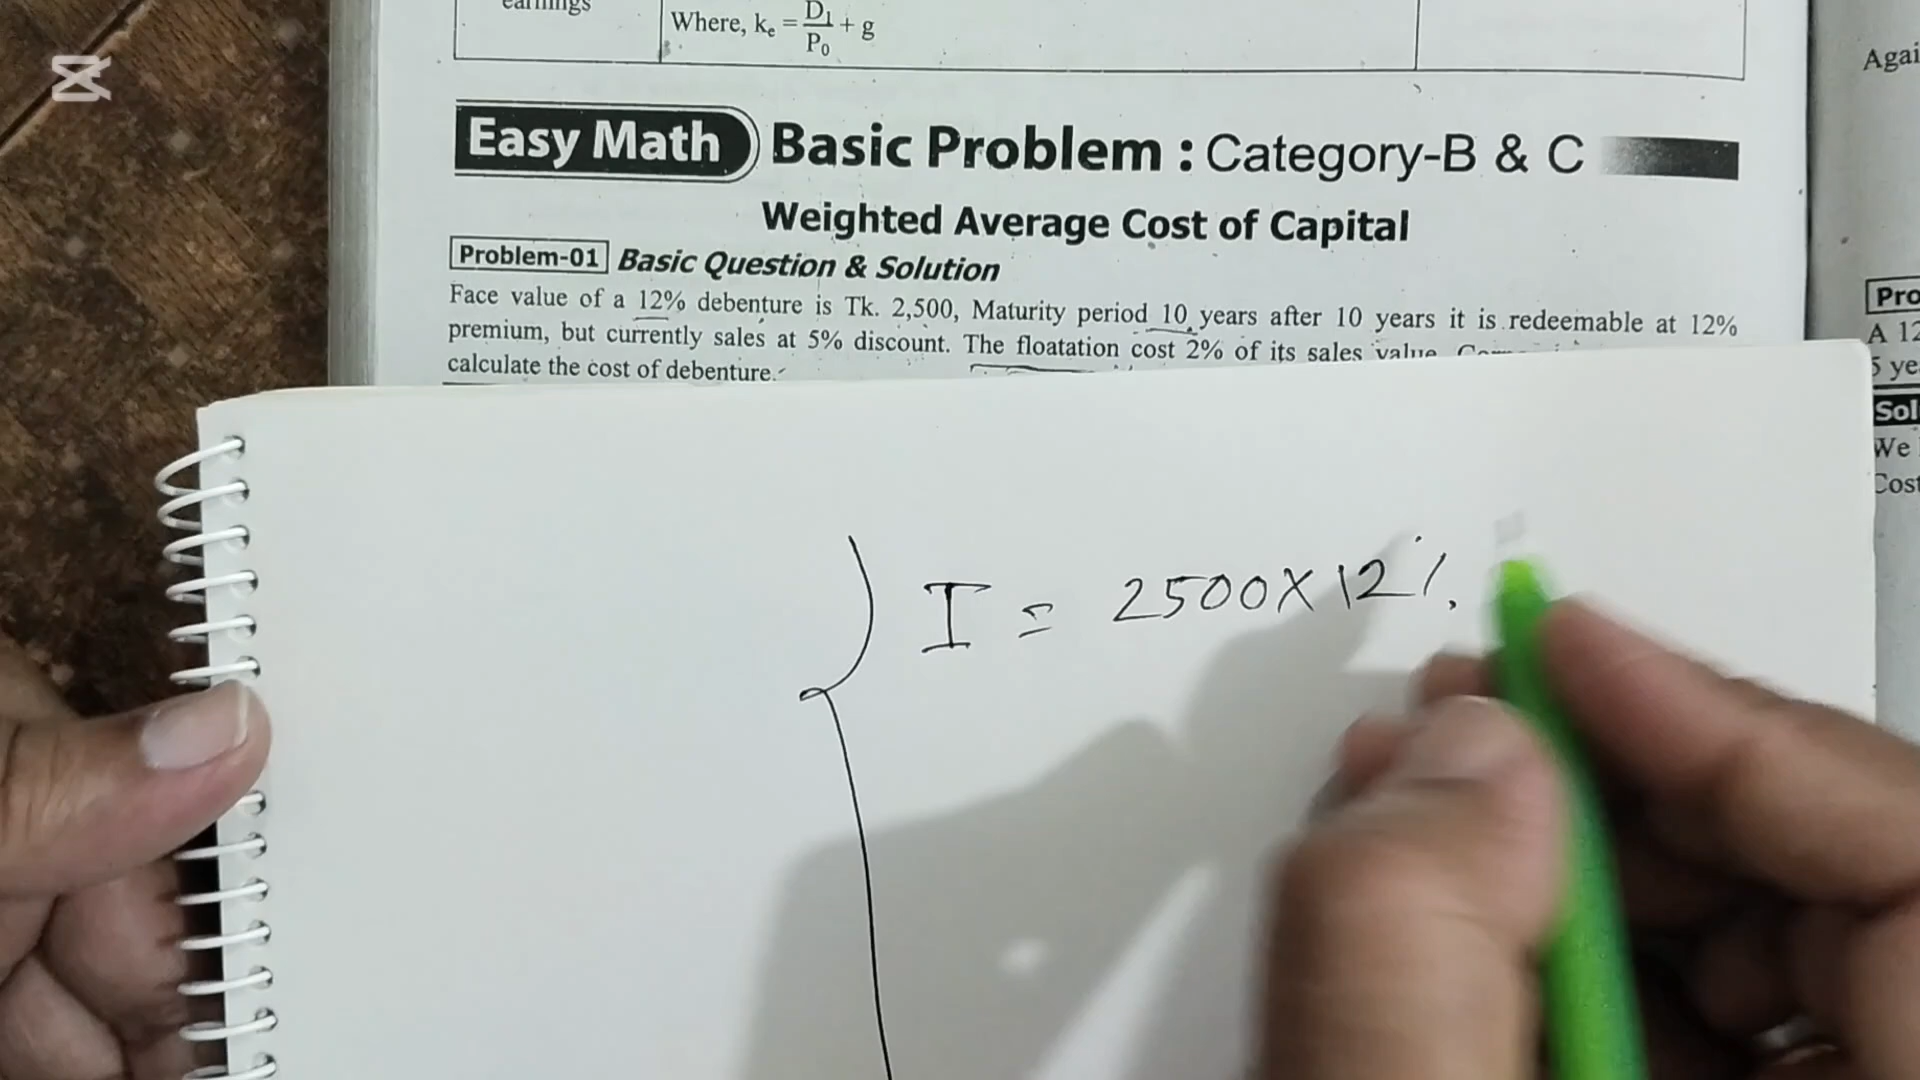 earnings
Where, kₑ = D₁/P₀ + g
Agai
Easy Math Basic Problem : Category-B & C
Weighted Average Cost of Capital
Problem-01 Basic Question & Solution
Face value of a 12% debenture is Tk. 2,500, Maturity period 10 years after 10 years it is redeemable at 12%
premium, but currently sales at 5% discount. The floatation cost 2% of its sales value.
calculate the cost of debenture.
Pro
A 12
5 ye
Sol
We
Cost
I = 2500 X 12%